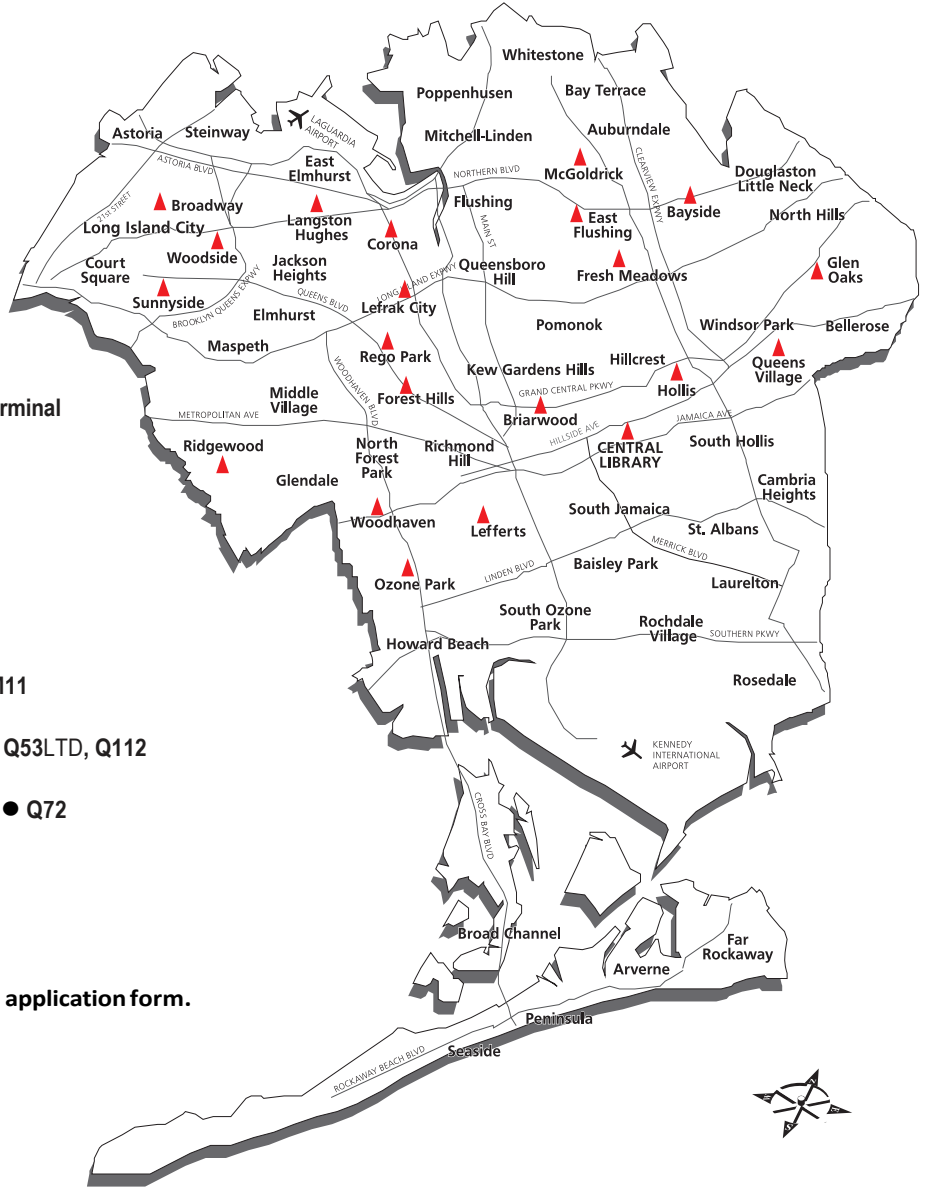 Whitestone
Poppenhusen
Bay Terrace
Astoria
Steinway
LAGUARDIA
AIRPORT
Mitchell-Linden
Auburndale
ASTORIA BLVD
East
Elmhurst
NORTHERN BLVD
McGoldrick
CLEARVIEW EXPWY
Douglaston
Little Neck
21st STREET
Broadway
Langston
Hughes
Flushing
East
Flushing
Bayside
North Hills
Long Island City
Corona
MAIN ST
Woodside
Court
Square
Jackson
Heights
Queensboro
Hill
Fresh Meadows
Glen
Oaks
Sunnyside
BROOKLYN QUEENS EXPWY
QUEENS BLVD
LONG ISLAND EXPWY
Lefrak City
Elmhurst
Pomonok
Windsor Park
Bellerose
Maspeth
WOODHAVEN BLVD
Rego Park
Kew Gardens Hills
Hillcrest
Queens
Village
Middle
Village
Forest Hills
GRAND CENTRAL PKWY
Hollis
rminal
METROPOLITAN AVE
Briarwood
HILLSIDE AVE
JAMAICA AVE
Ridgewood
North
Forest
Park
Richmond
Hill
CENTRAL
LIBRARY
South Hollis
Glendale
Cambria
Heights
Woodhaven
Lefferts
South Jamaica
St. Albans
MERRICK BLVD
Ozone Park
LINDEN BLVD
Baisley Park
Laurelton
South Ozone
Park
Rochdale
Village
SOUTHERN PKWY
Howard Beach
Rosedale
M11
Q53LTD, Q112
KENNEDY
INTERNATIONAL
AIRPORT
● Q72
CROSS BAY BLVD
Broad Channel
Far
Rockaway
Arverne
application form.
Peninsula
Seaside
ROCKAWAY BEACH BLVD